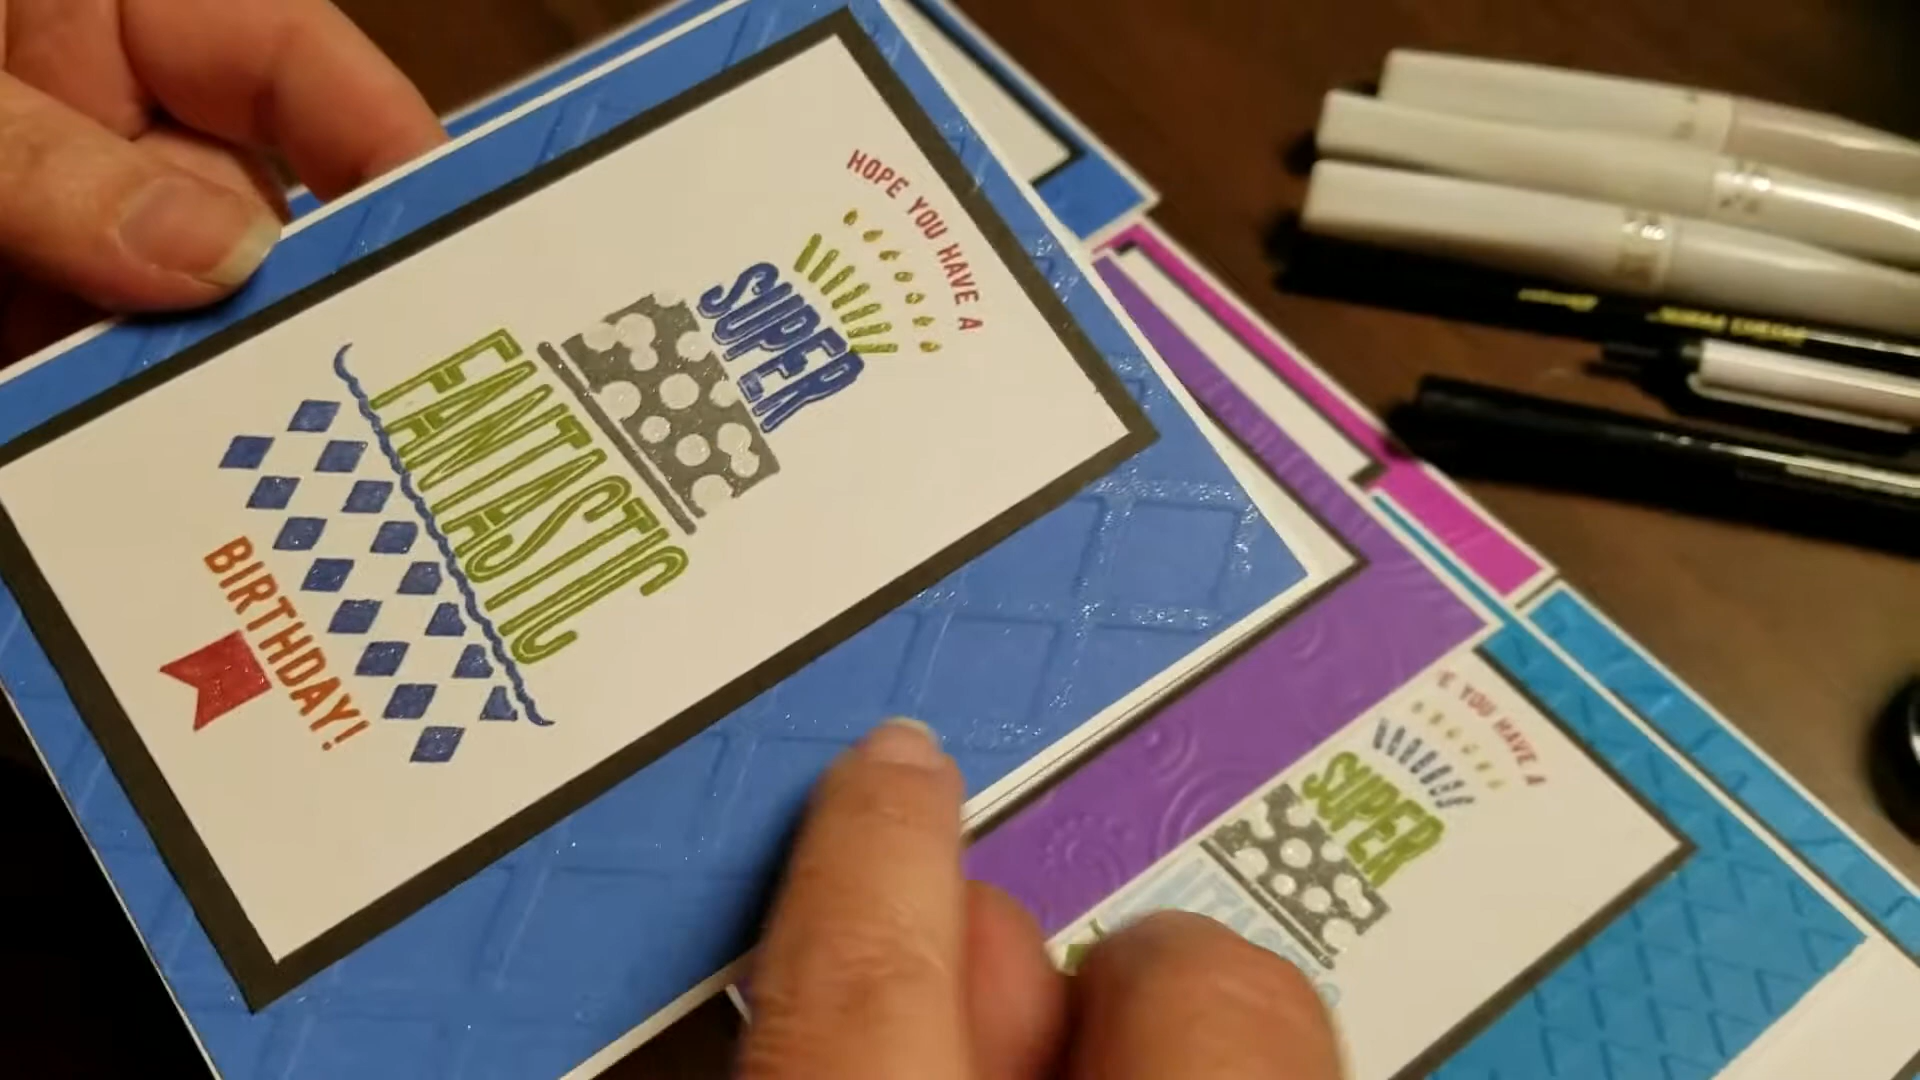 HOPE YOU HAVE A
SUPER
FANTASTIC
BIRTHDAY!
YOU HAVE A
SUPER